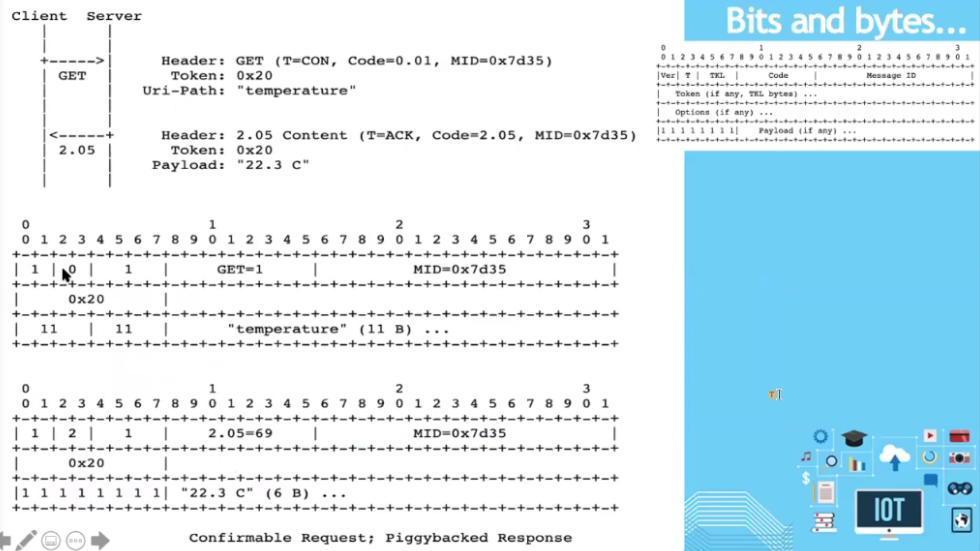 Client   Server
   |        |
   |        |
   +----->|     Header: GET (T=CON, Code=0.01, MID=0x7d35)
   | GET |      Token: 0x20
   |      |   Uri-Path: "temperature"
   |      |
   |      |
   |<-----+     Header: 2.05 Content (T=ACK, Code=2.05, MID=0x7d35)
   | 2.05 |      Token: 0x20
   |      |    Payload: "22.3 C"
   |      |
0                   1                   2                   3
0 1 2 3 4 5 6 7 8 9 0 1 2 3 4 5 6 7 8 9 0 1 2 3 4 5 6 7 8 9 0 1
+-+-+-+-+-+-+-+-+-+-+-+-+-+-+-+-+-+-+-+-+-+-+-+-+-+-+-+-+-+-+-+-+
| 1 | 0 |   1   |     GET=1     |          MID=0x7d35           |
+-+-+-+-+-+-+-+-+-+-+-+-+-+-+-+-+-+-+-+-+-+-+-+-+-+-+-+-+-+-+-+-+
|     0x20      |
+-+-+-+-+-+-+-+-+-+-+-+-+-+-+-+-+-+-+-+-+-+-+-+-+-+-+-+-+-+-+-+-+
|  11   |  11   |      "temperature" (11 B) ...
+-+-+-+-+-+-+-+-+-+-+-+-+-+-+-+-+-+-+-+-+-+-+-+-+-+-+-+-+-+-+-+-+
0                   1                   2                   3
0 1 2 3 4 5 6 7 8 9 0 1 2 3 4 5 6 7 8 9 0 1 2 3 4 5 6 7 8 9 0 1
+-+-+-+-+-+-+-+-+-+-+-+-+-+-+-+-+-+-+-+-+-+-+-+-+-+-+-+-+-+-+-+-+
| 1 | 2 |   1   |    2.05=69    |          MID=0x7d35           |
+-+-+-+-+-+-+-+-+-+-+-+-+-+-+-+-+-+-+-+-+-+-+-+-+-+-+-+-+-+-+-+-+
|     0x20      |
+-+-+-+-+-+-+-+-+-+-+-+-+-+-+-+-+-+-+-+-+-+-+-+-+-+-+-+-+-+-+-+-+
|1 1 1 1 1 1 1 1| "22.3 C" (6 B) ...
+-+-+-+-+-+-+-+-+-+-+-+-+-+-+-+-+-+-+-+-+-+-+-+-+-+-+-+-+-+-+-+-+
Confirmable Request; Piggybacked Response
Bits and bytes...
0                   1                   2                   3
0 1 2 3 4 5 6 7 8 9 0 1 2 3 4 5 6 7 8 9 0 1 2 3 4 5 6 7 8 9 0 1
+-+-+-+-+-+-+-+-+-+-+-+-+-+-+-+-+-+-+-+-+-+-+-+-+-+-+-+-+-+-+-+-+
|Ver| T |  TKL  |      Code     |          Message ID           |
+-+-+-+-+-+-+-+-+-+-+-+-+-+-+-+-+-+-+-+-+-+-+-+-+-+-+-+-+-+-+-+-+
|   Token (if any, TKL bytes) ...
+-+-+-+-+-+-+-+-+-+-+-+-+-+-+-+-+-+-+-+-+-+-+-+-+-+-+-+-+-+-+-+-+
|   Options (if any) ...
+-+-+-+-+-+-+-+-+-+-+-+-+-+-+-+-+-+-+-+-+-+-+-+-+-+-+-+-+-+-+-+-+
|1 1 1 1 1 1 1 1|    Payload (if any) ...
+-+-+-+-+-+-+-+-+-+-+-+-+-+-+-+-+-+-+-+-+-+-+-+-+-+-+-+-+-+-+-+-+
IOT